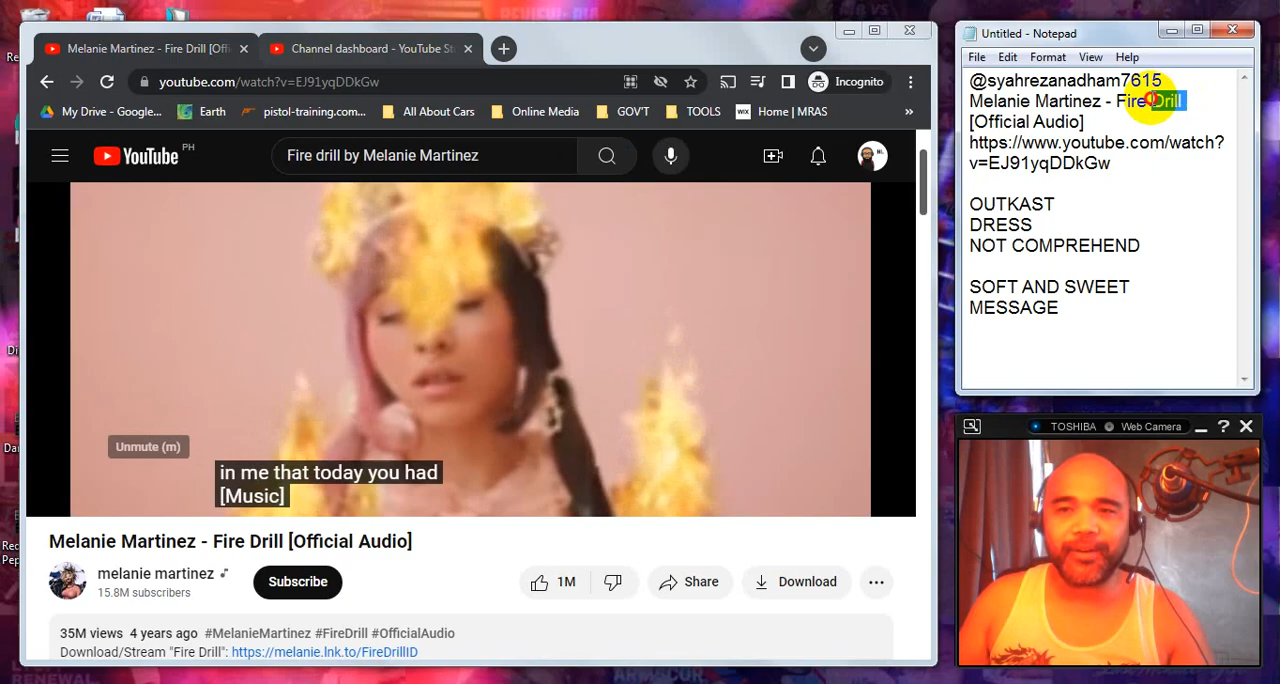 Melanie Martinez - Fire Drill [Offi
Channel dashboard - YouTube St
youtube.com/watch?v=EJ91yqDDkGw
Incognito
My Drive - Google...
Earth
pistol-training.com...
All About Cars
Online Media
GOV'T
TOOLS
WIX
Home | MRAS
»
YouTube PH
Fire drill by Melanie Martinez
Unmute (m)
in me that today you had
[Music]
Melanie Martinez - Fire Drill [Official Audio]
melanie martinez
15.8M subscribers
Subscribe
1M
Share
Download
35M views 4 years ago #MelanieMartinez #FireDrill #OfficialAudio
Download/Stream "Fire Drill": https://melanie.lnk.to/FireDrillID
Untitled - Notepad
File Edit Format View Help
@syahrezanadham7615
Melanie Martinez - Fire Drill
[Official Audio]
https://www.youtube.com/watch?
v=EJ91yqDDkGw
OUTKAST
DRESS
NOT COMPREHEND
SOFT AND SWEET
MESSAGE
TOSHIBA Web Camera